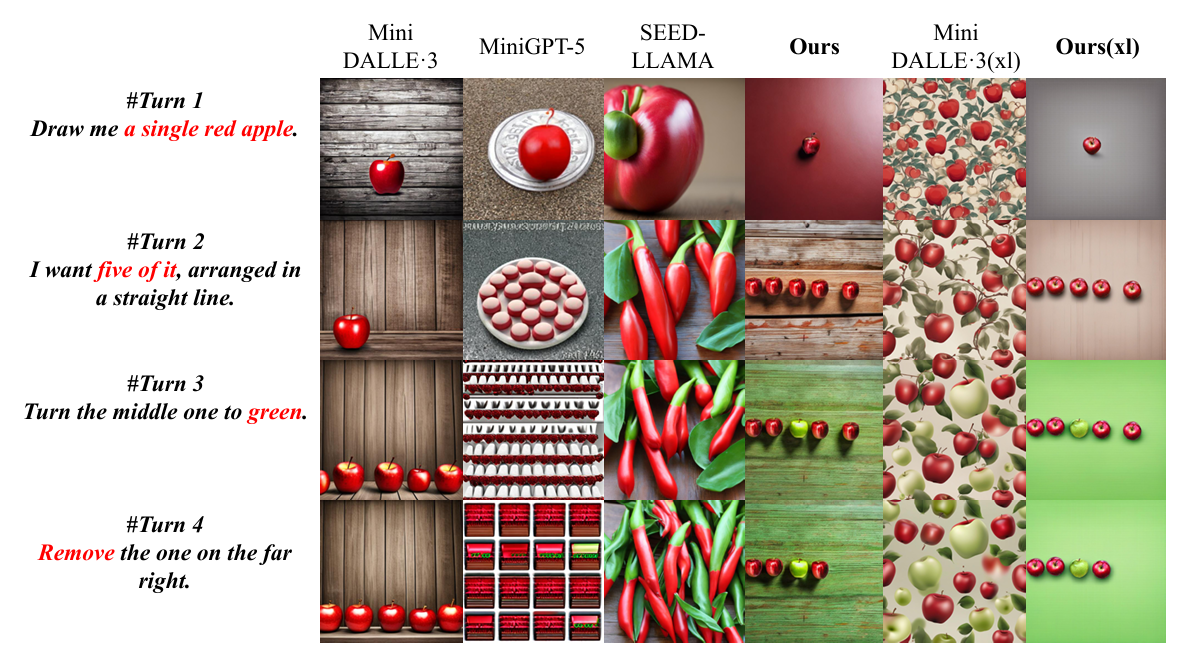 Mini
DALLE·3
MiniGPT-5
SEED-
LLAMA
Ours
Mini
DALLE·3(xl)
Ours(xl)
#Turn 1
Draw me a single red apple.
#Turn 2
I want five of it, arranged in
a straight line.
#Turn 3
Turn the middle one to green.
#Turn 4
Remove the one on the far
right.